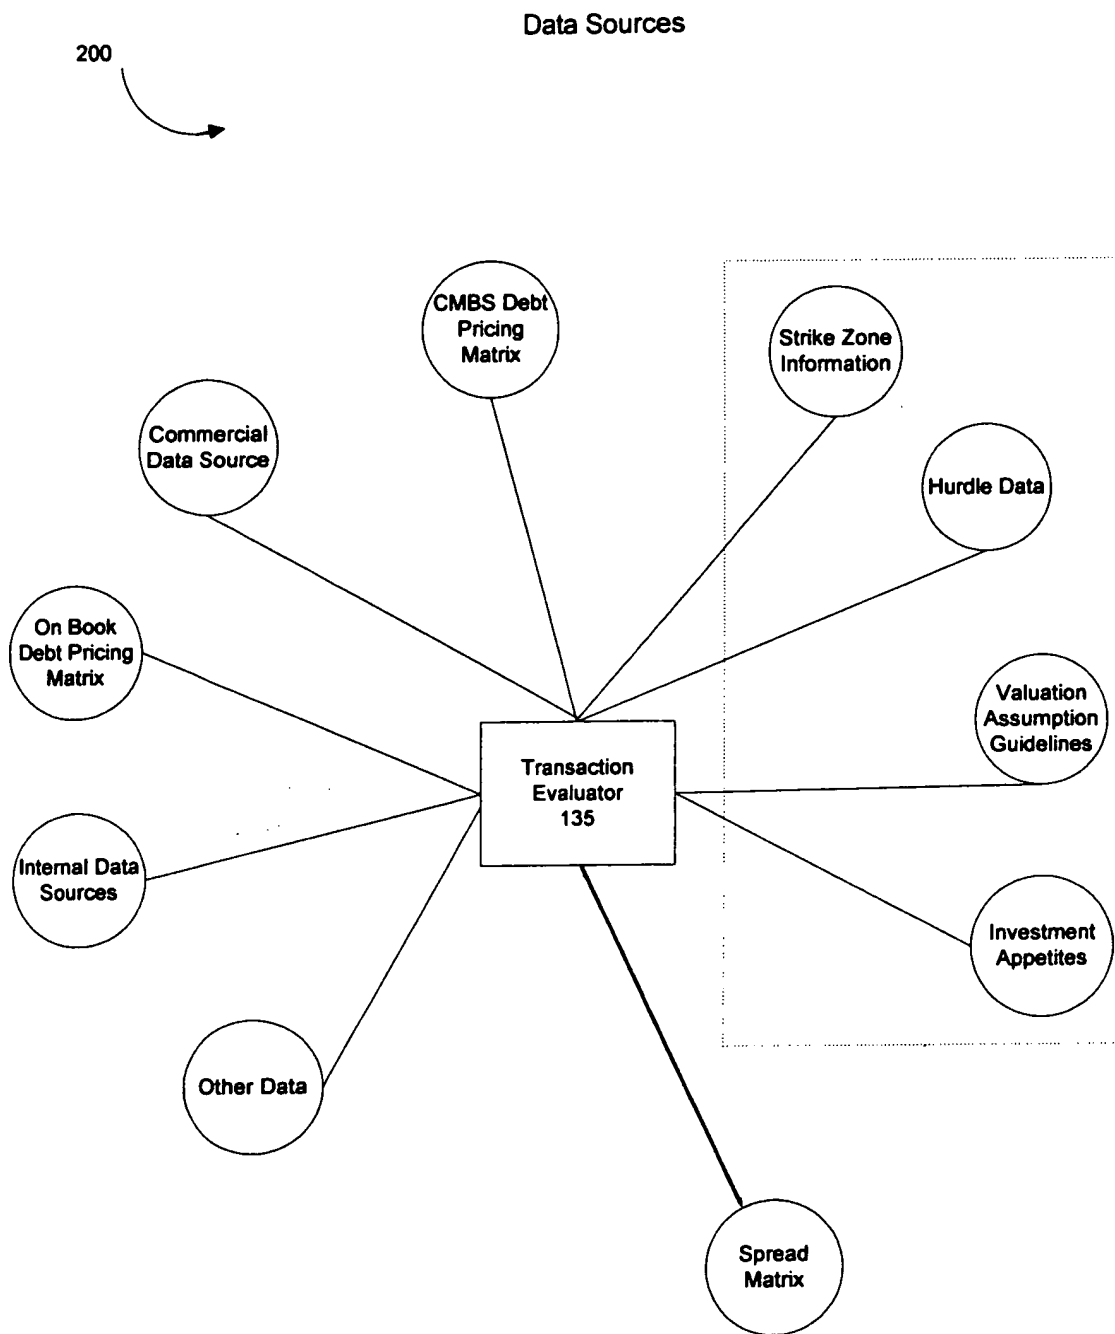 Data Sources
200
CMBS Debt
Pricing
Matrix
Strike Zone
Information
Commercial
Data Source
Hurdle Data
On Book
Debt Pricing
Matrix
Valuation
Assumption
Guidelines
Transaction
Evaluator
135
Internal Data
Sources
Investment
Appetites
Other Data
Spread
Matrix